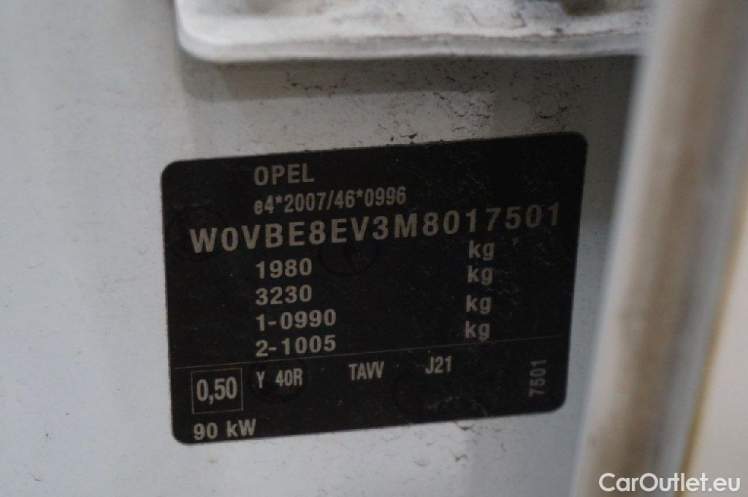 OPEL
e4*2007/46*0996
W0VBE8EV3M8017501
1980 kg
3230 kg
1-0990 kg
2-1005 kg
0,50 Y 40R TAVV J21
7501
90 kW
CarOutlet.eu